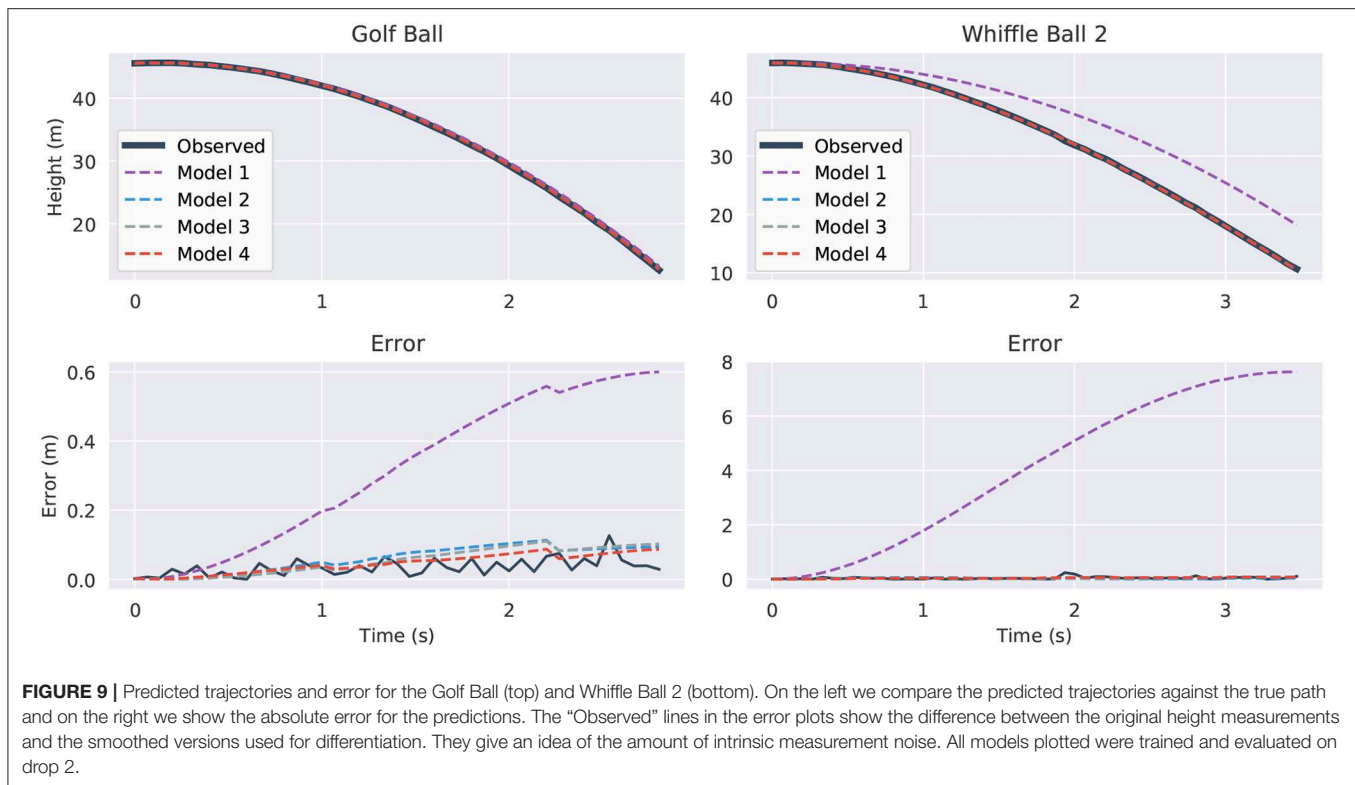 Golf Ball
Height (m)
40
30
20
Observed
Model 1
Model 2
Model 3
Model 4
0 1 2
Whiffle Ball 2
40
30
20
10
Observed
Model 1
Model 2
Model 3
Model 4
0 1 2 3
Error
Error (m)
0.6
0.4
0.2
0.0
0 1 2
Time (s)
Error
8
6
4
2
0
0 1 2 3
Time (s)
FIGURE 9 | Predicted trajectories and error for the Golf Ball (top) and Whiffle Ball 2 (bottom). On the left we compare the predicted trajectories against the true path
and on the right we show the absolute error for the predictions. The “Observed” lines in the error plots show the difference between the original height measurements
and the smoothed versions used for differentiation. They give an idea of the amount of intrinsic measurement noise. All models plotted were trained and evaluated on
drop 2.